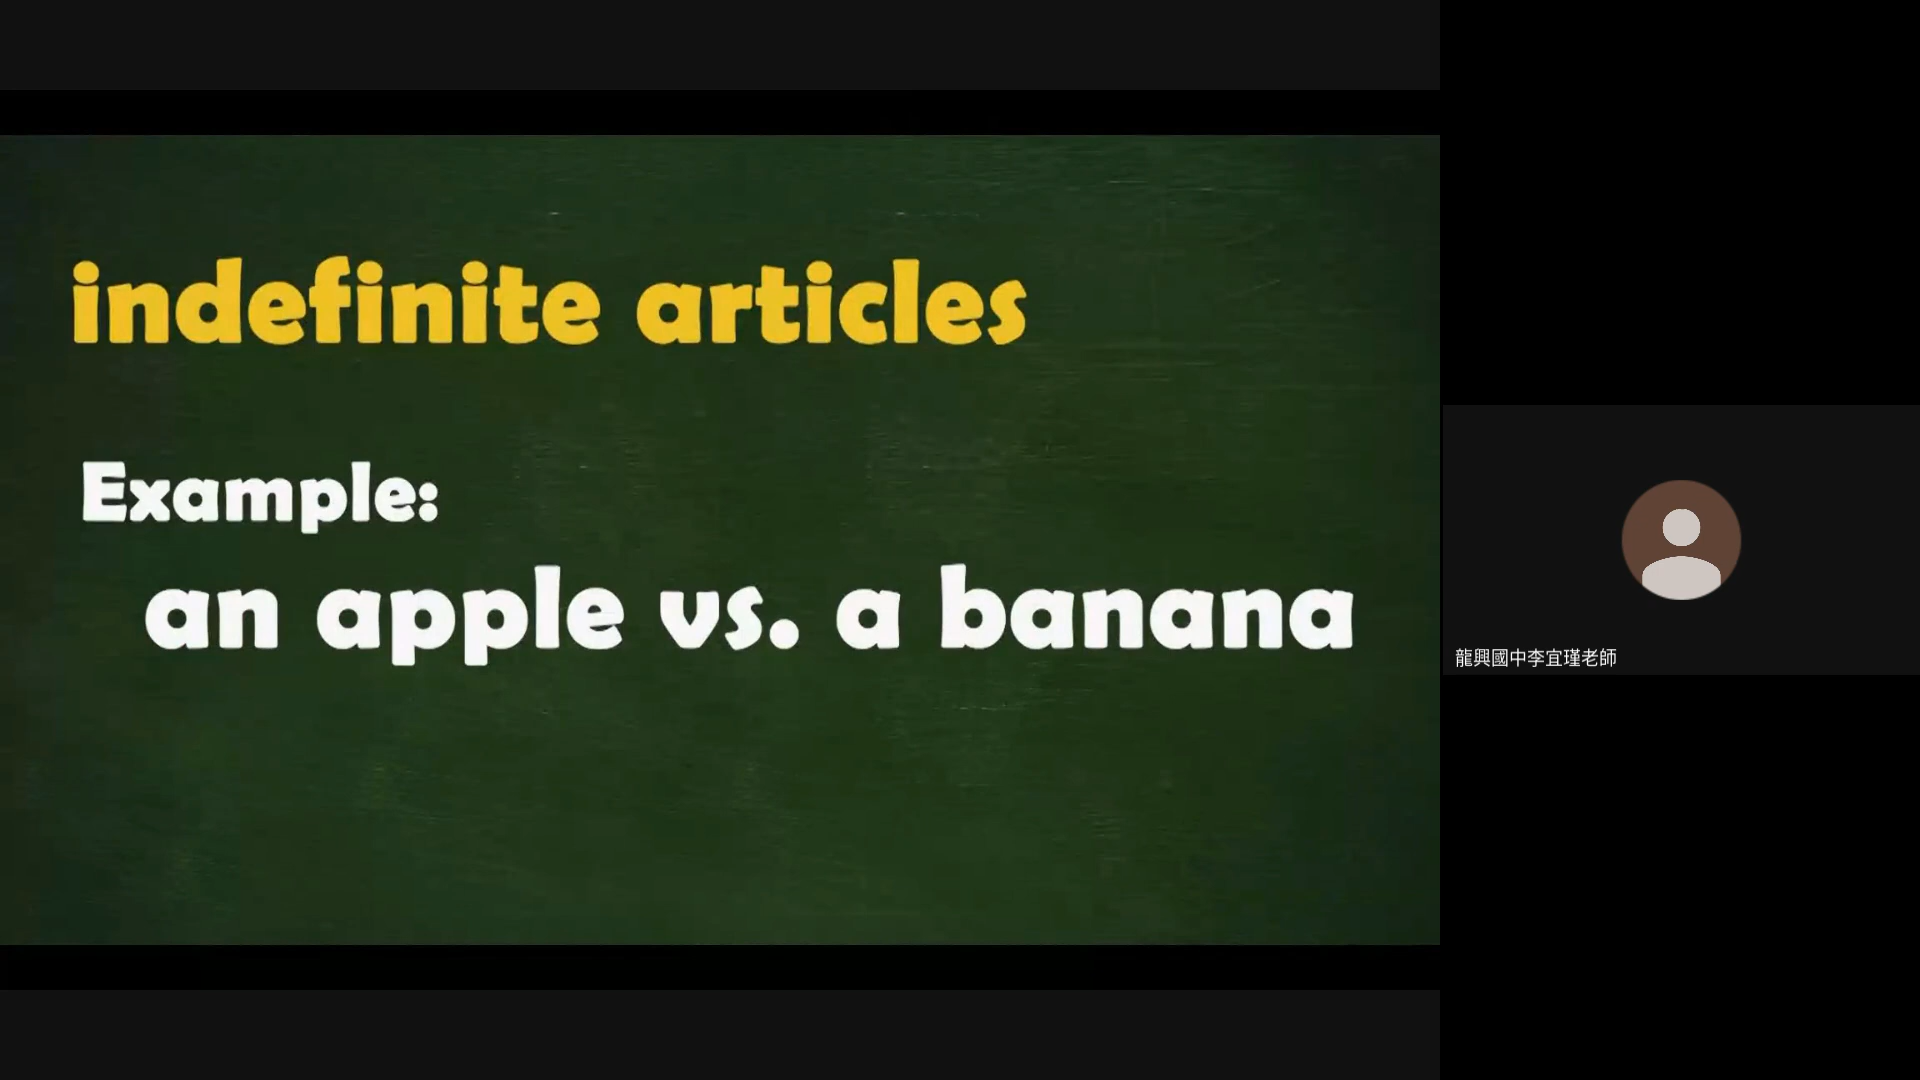 indefinite articles
Example:
an apple vs. a banana
龍興國中李宜瑾老師